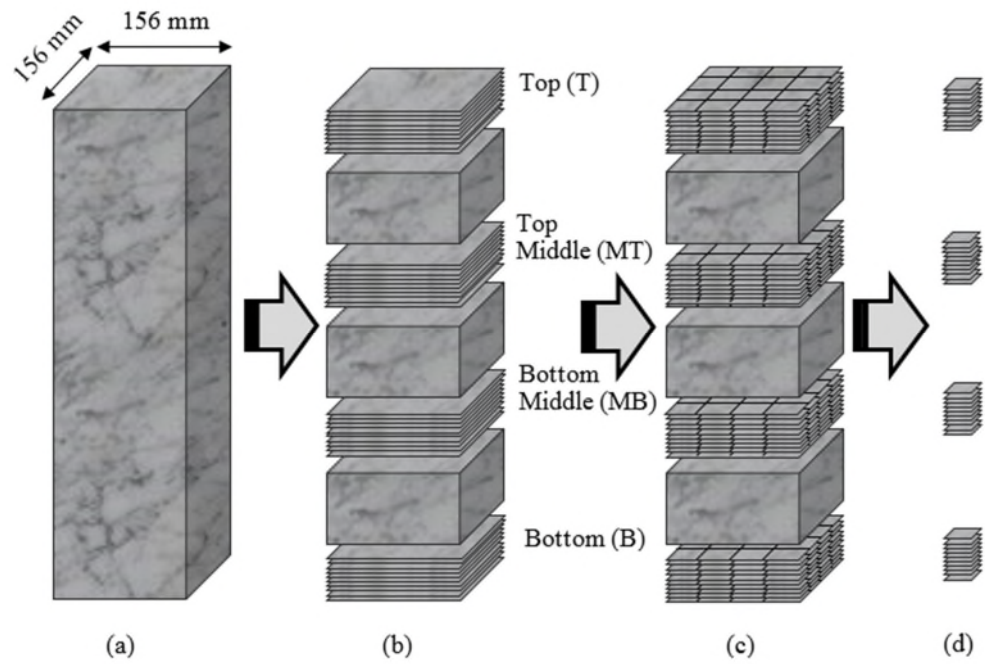 156 mm
156 mm
Top (T)
Top
Middle (MT)
Bottom
Middle (MB)
Bottom (B)
(a)
(b)
(c)
(d)